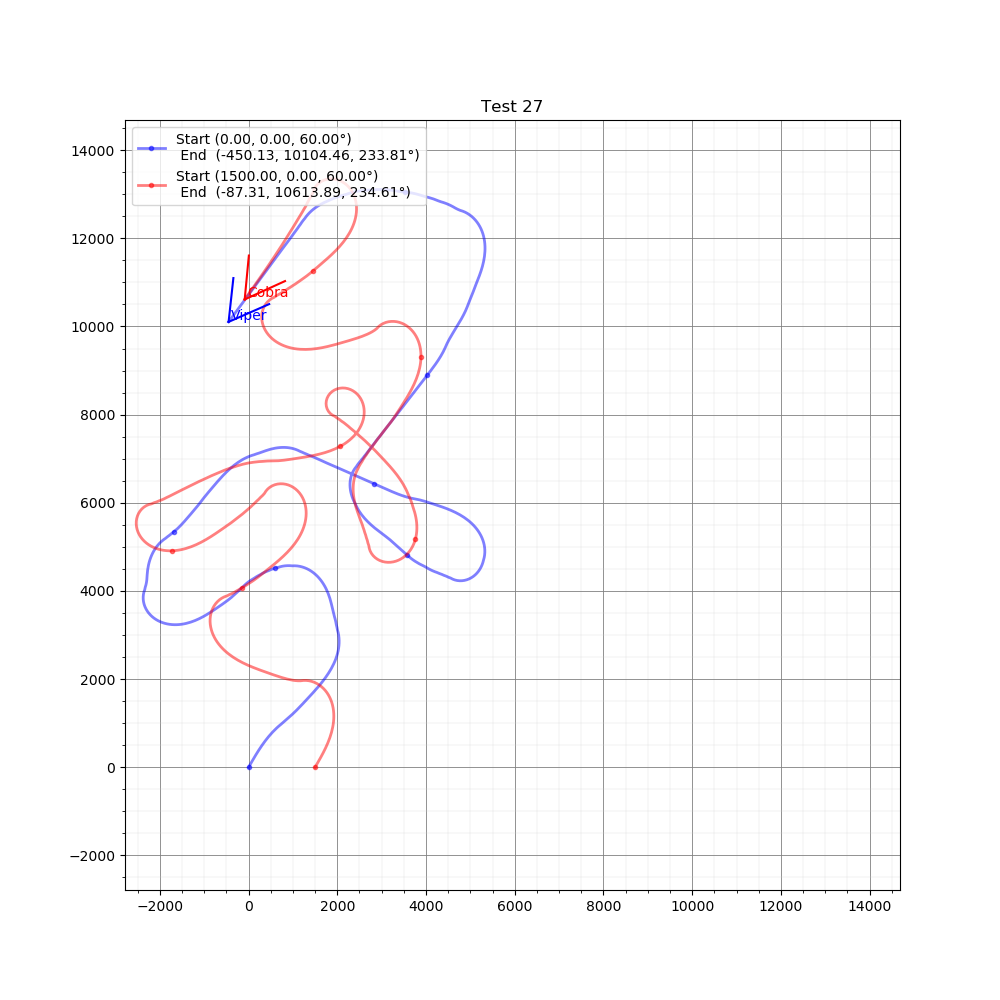 Test 27
Start (0.00, 0.00, 60.00°)
End  (-450.13, 10104.46, 233.81°)
Start (1500.00, 0.00, 60.00°)
End  (-87.31, 10613.89, 234.61°)
14000
12000
10000
8000
6000
4000
2000
0
−2000
Cobra
Viper
−2000 0 2000 4000 6000 8000 10000 12000 14000